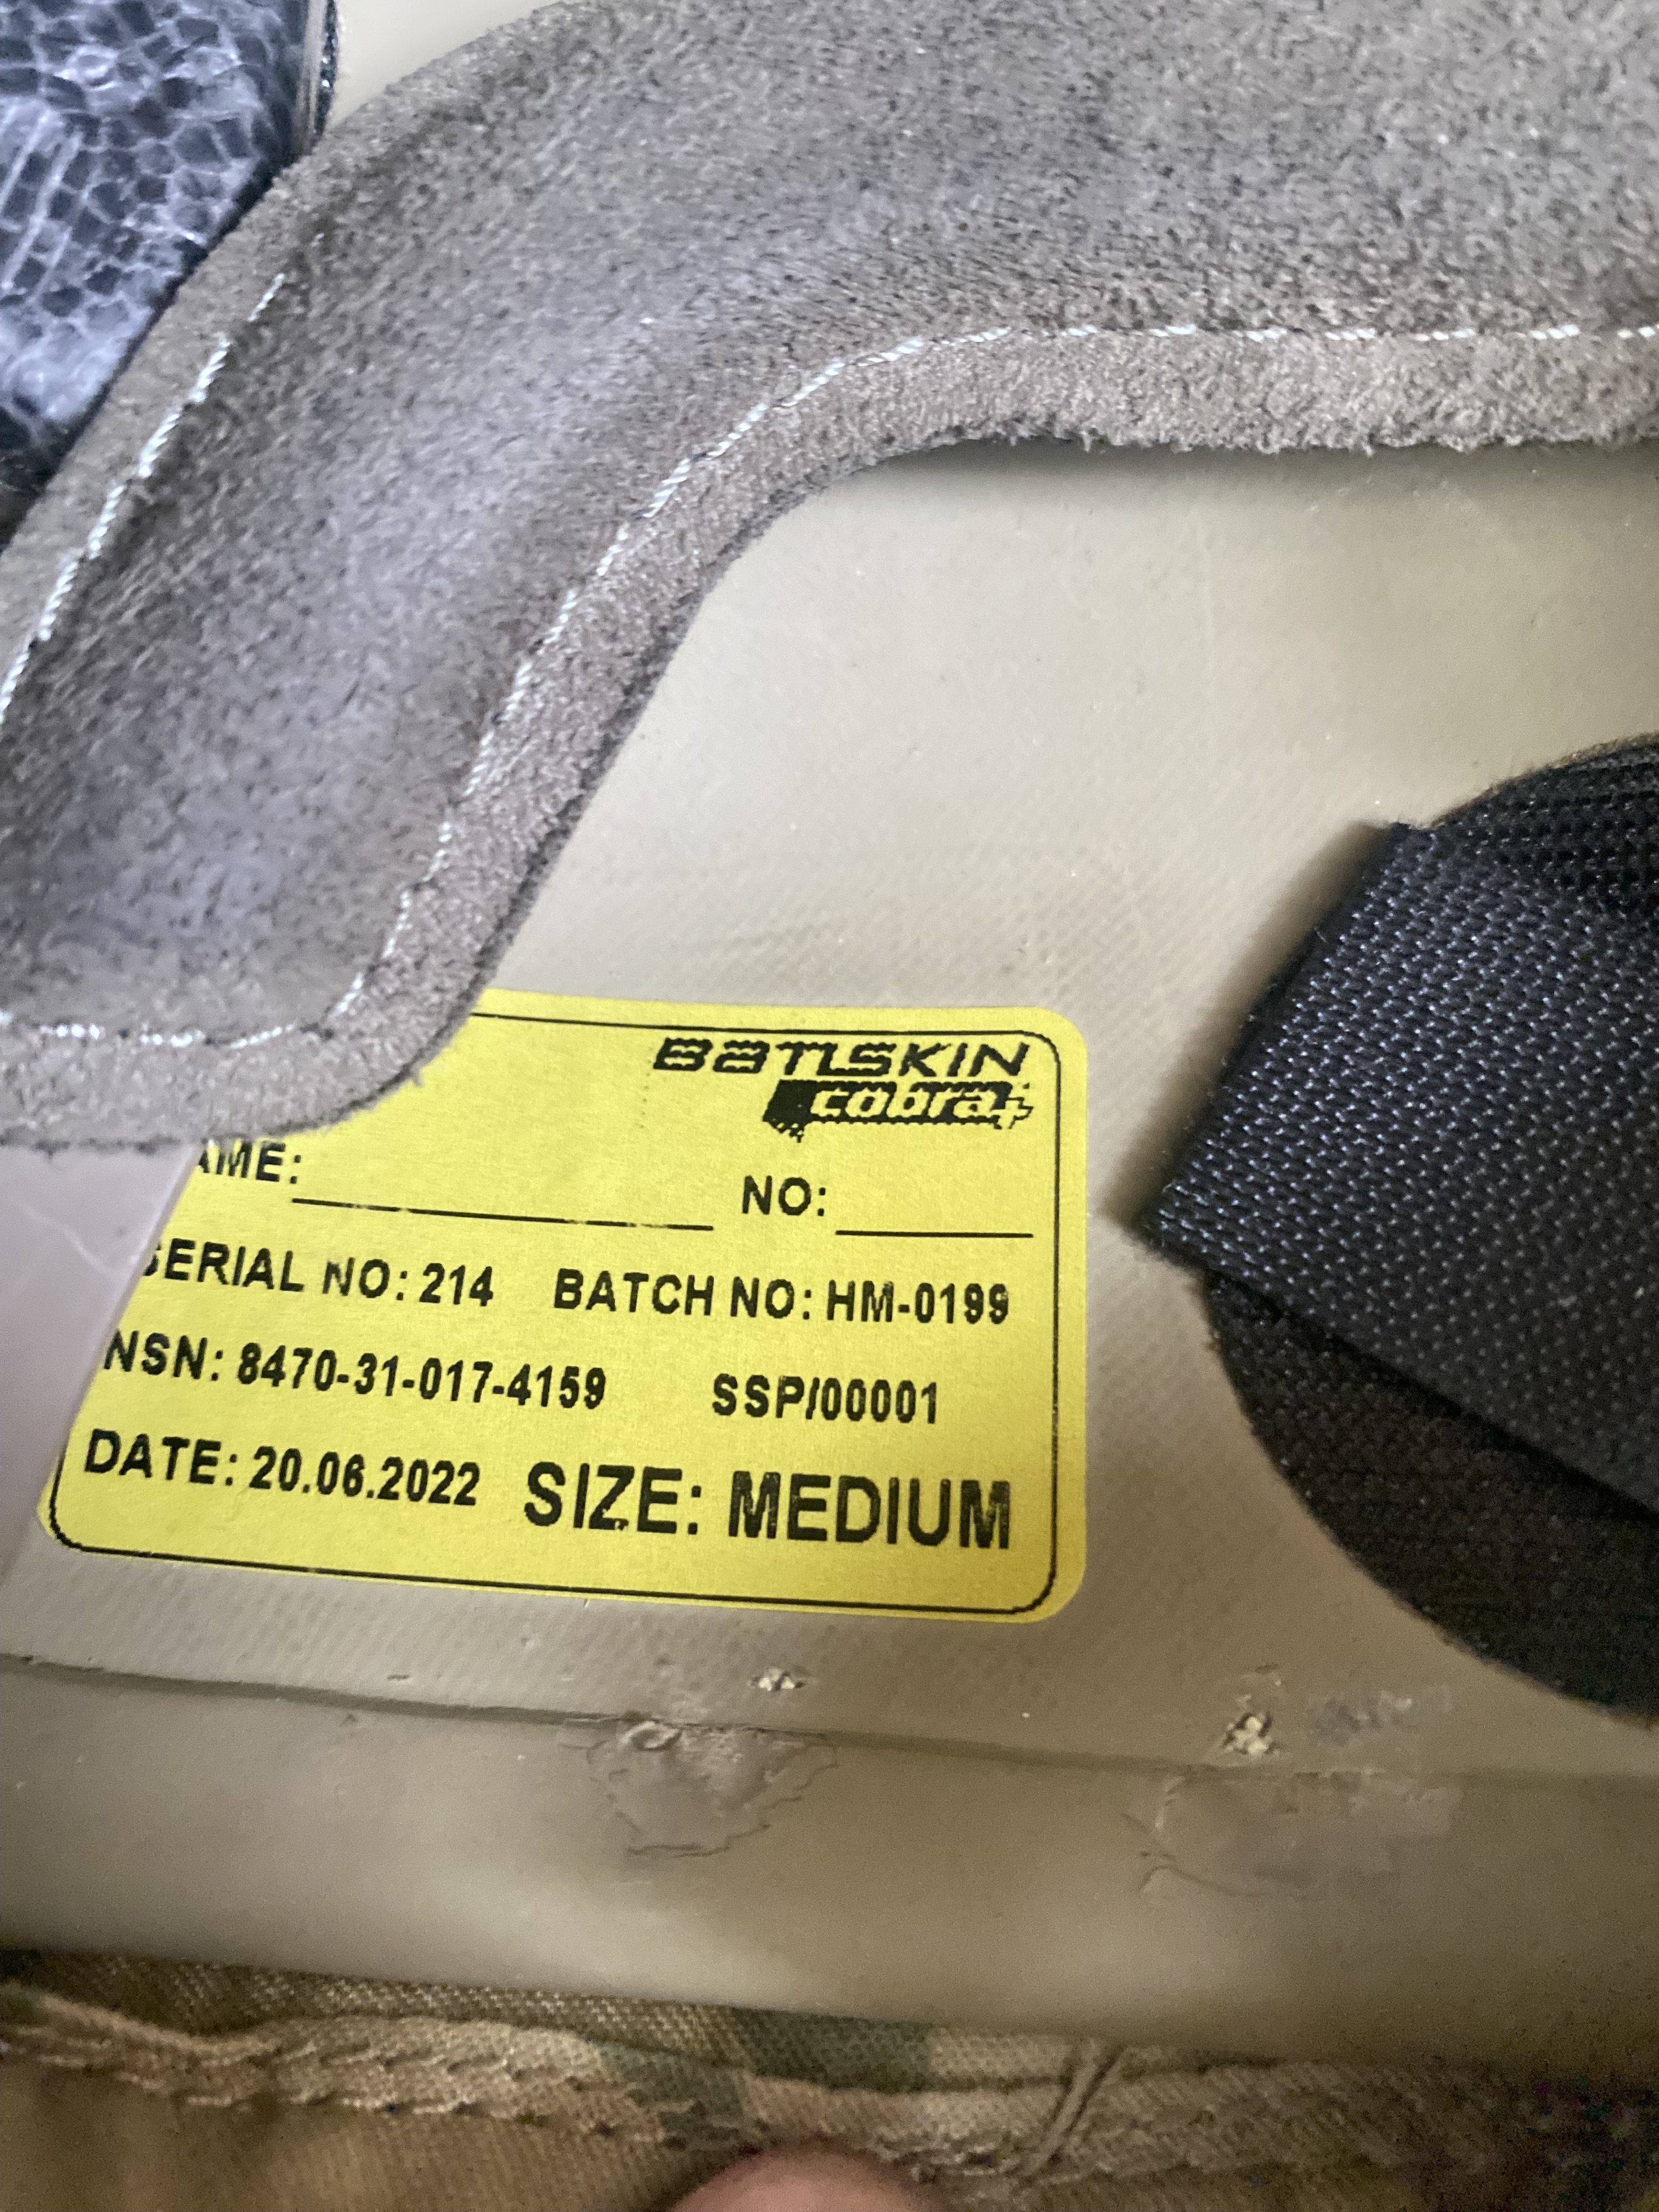 BATLSKIN
cobra+
AME: NO:
SERIAL NO: 214 BATCH NO: HM-0199
NSN: 8470-31-017-4159 SSP/00001
DATE: 20.06.2022 SIZE: MEDIUM